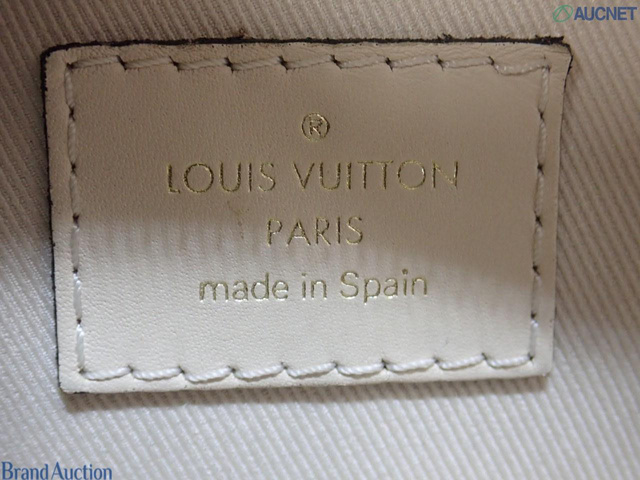 AUCNET
®
LOUIS VUITTON
PARIS
made in Spain
Brand Auction